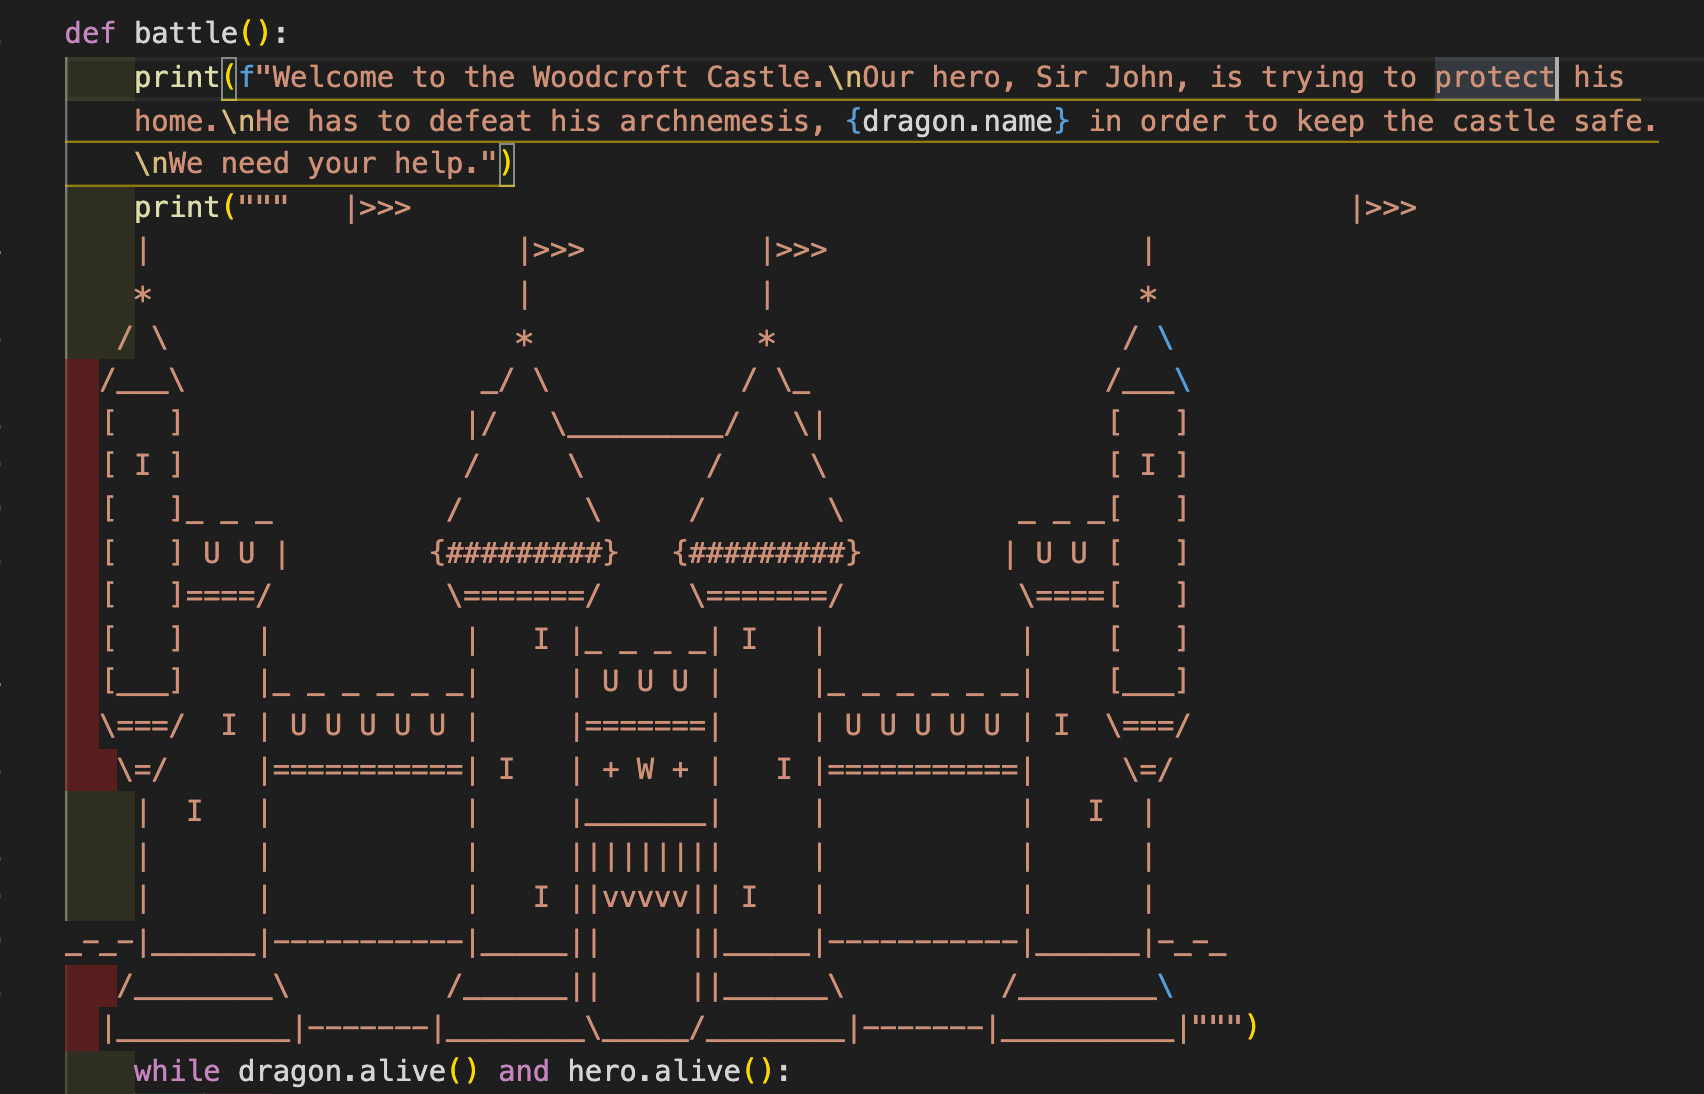 def battle():
    print(f"Welcome to the Woodcroft Castle.\nOur hero, Sir John, is trying to protect his
    home.\nHe has to defeat his archnemesis, {dragon.name} in order to keep the castle safe.
    \nWe need your help.")
    print("""   |>>>                                                      |>>>
    |                     |>>>          |>>>                     |
    *                     |             |                        *
   / \                    *             *                       / \
  /___\                 _/ \           / \_                    /___\
  [   ]                |/   \_________/   \|                   [   ]
  [ I ]                /     \       /     \                   [ I ]
  [   ]_ _ _          /       \     /       \            _ _ _[   ]
  [   ] U U |        {#########}   {#########}          | U U [   ]
  [   ]====/          \=======/     \=======/            \====[   ]
  [   ]    |           |   I |_ _ _ _| I   |           |    [   ]
  [___]    |_ _ _ _ _ _|     | U U U |     |_ _ _ _ _ _|    [___]
  \===/  I | U U U U U |     |=======|     | U U U U U | I  \===/
   \=/     |===========| I   | + W + |   I |===========|     \=/
    |  I   |           |     |_______|     |           |   I  |
    |      |           |     |||||||||     |           |      |
    |      |           |   I ||vvvvv|| I   |           |      |
_-_-|______|-----------|_____||     ||_____|-----------|______|-_-_
   /________\         /______||     ||______\         /________\
  |__________|-------|________\_____/________|-------|__________|""")
    while dragon.alive() and hero.alive():